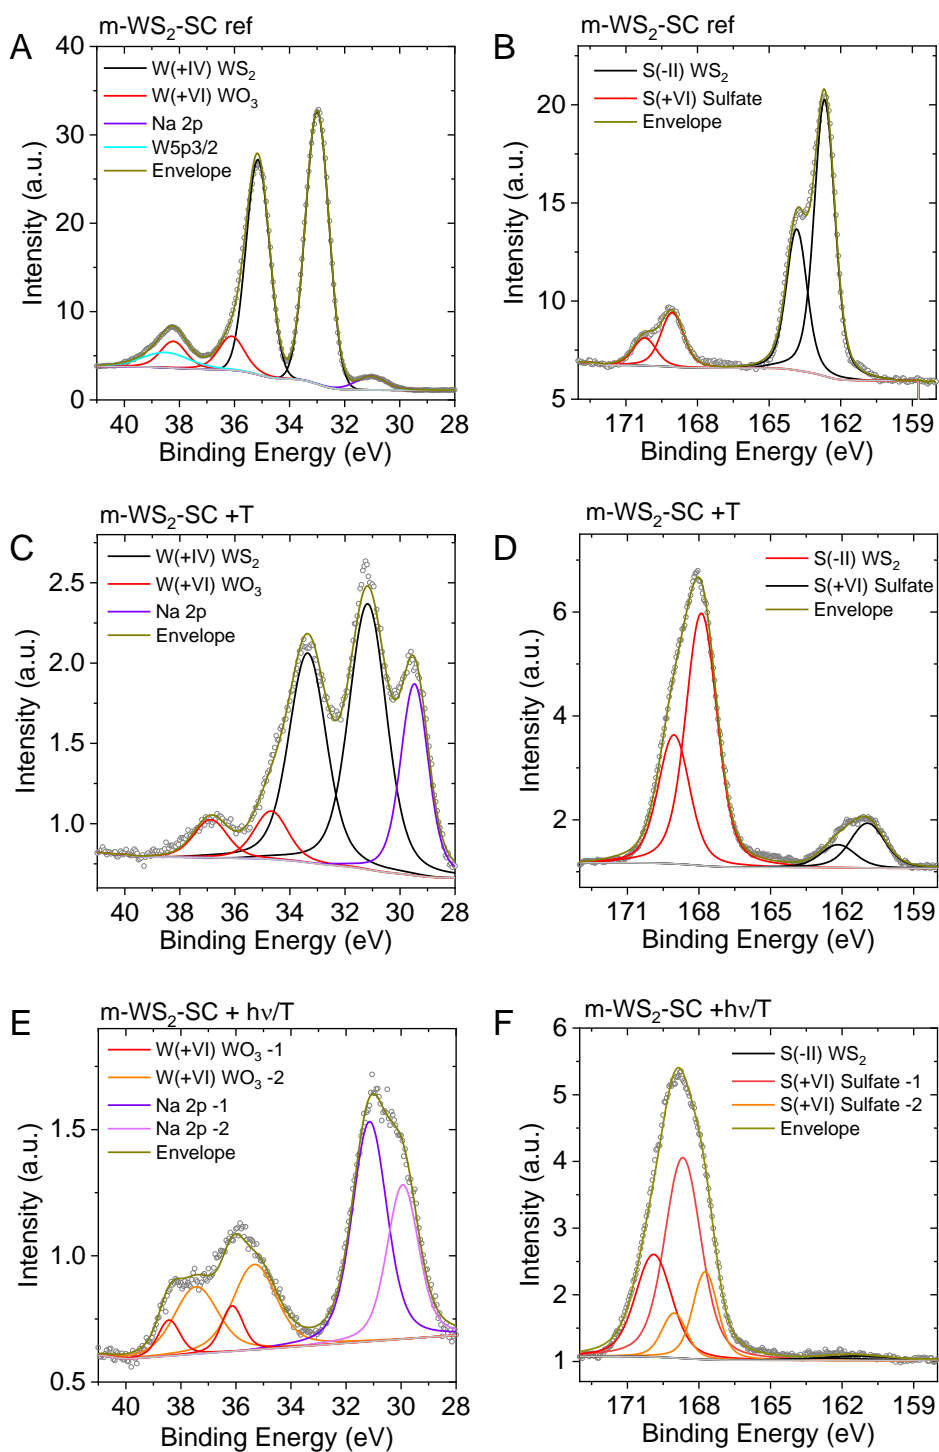 A
m-WS2-SC ref
W(+IV) WS2
W(+VI) WO3
Na 2p
W5p3/2
Envelope
Intensity (a.u.)
40
30
20
10
0
40 38 36 34 32 30 28
Binding Energy (eV)
B
m-WS2-SC ref
S(-II) WS2
S(+VI) Sulfate
Envelope
Intensity (a.u.)
20
15
10
5
171 168 165 162 159
Binding Energy (eV)
C
m-WS2-SC +T
W(+IV) WS2
W(+VI) WO3
Na 2p
Envelope
Intensity (a.u.)
2.5
2.0
1.5
1.0
40 38 36 34 32 30 28
Binding Energy (eV)
D
m-WS2-SC +T
S(-II) WS2
S(+VI) Sulfate
Envelope
Intensity (a.u.)
6
4
2
171 168 165 162 159
Binding Energy (eV)
E
m-WS2-SC + hν/T
W(+VI) WO3 -1
W(+VI) WO3 -2
Na 2p -1
Na 2p -2
Envelope
Intensity (a.u.)
1.5
1.0
0.5
40 38 36 34 32 30 28
Binding Energy (eV)
F
m-WS2-SC +hν/T
S(-II) WS2
S(+VI) Sulfate -1
S(+VI) Sulfate -2
Envelope
Intensity (a.u.)
6
5
4
3
2
1
171 168 165 162 159
Binding Energy (eV)